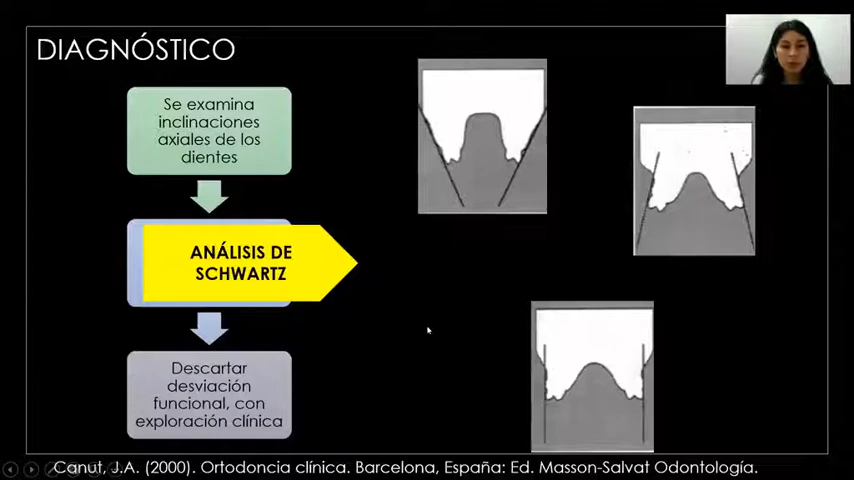 DIAGNÓSTICO
Se examina
inclinaciones
axiales de los
dientes
ANÁLISIS DE
SCHWARTZ
Descartar
desviación
funcional, con
exploración clínica
Canut, J.A. (2000). Ortodoncia clínica. Barcelona, España: Ed. Masson-Salvat Odontología.